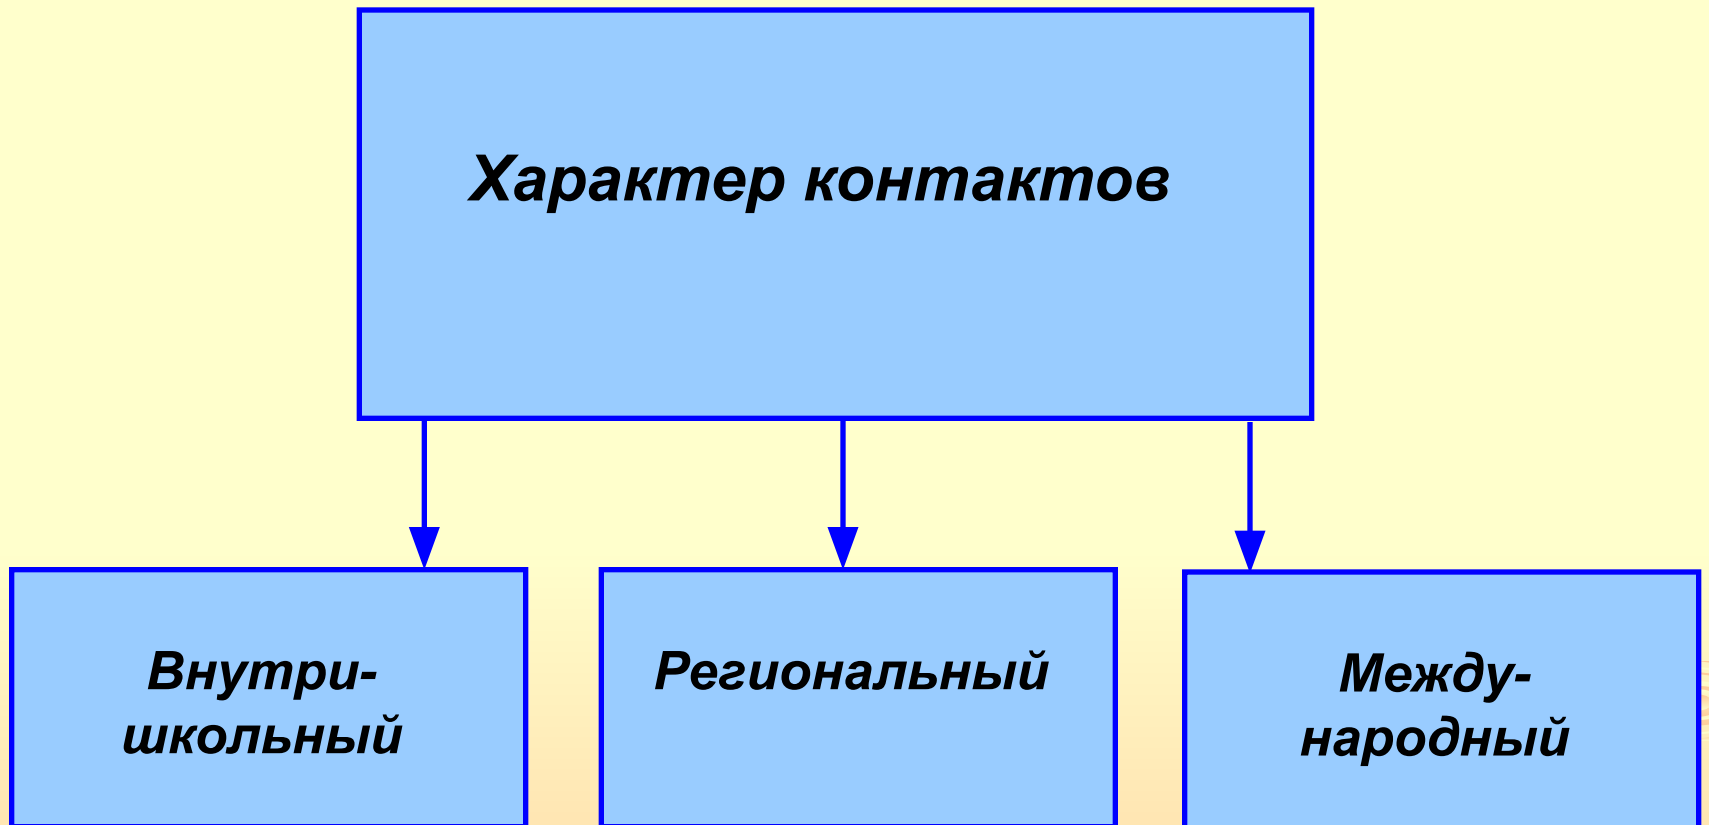 Характер контактов
Внутри-
школьный
Региональный
Между-
народный